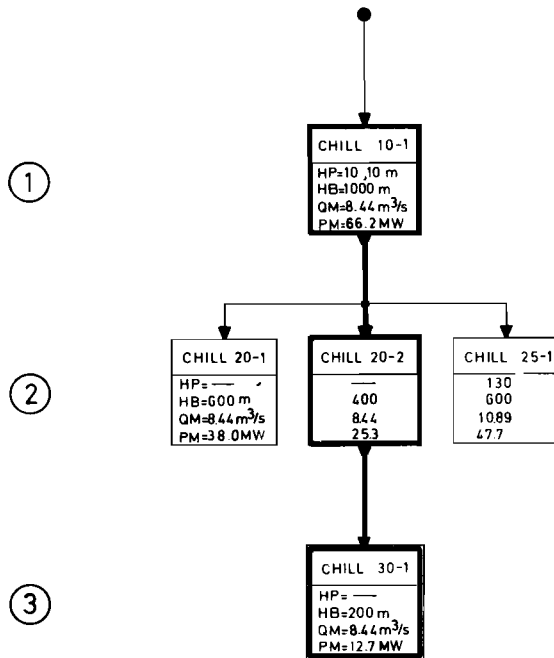 1
CHILL 10-1
HP=10,10 m
HB=1000 m
QM=8.44 m³/s
PM=66.2 MW
2
CHILL 20-1
HP= —
HB=600 m
QM=8.44 m³/s
PM=38.0MW
CHILL 20-2
—
400
8.44
25.3
CHILL 25-1
130
600
10.89
47.7
3
CHILL 30-1
HP= —
HB=200 m
QM=8.44 m³/s
PM=12.7 MW